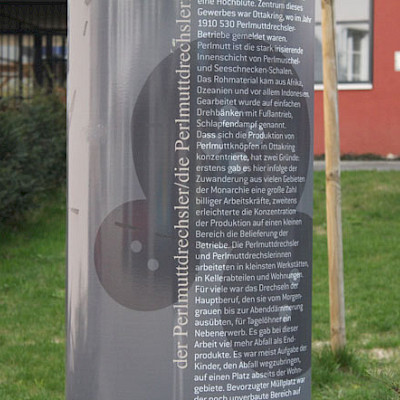 der Perlmuttdrechsler/die Perlmuttdrechsler
eine Hochblüte. Zentrum dieses
Gewerbes war Ottakring, wo im Jahr
1910 530 Perlmuttdrechsler-
Betriebe gemeldet waren.
Perlmutt ist die stark irisierende
Innenschicht von Perlmuschel-
und Seeschnecken-Schalen.
Das Rohmaterial kam aus Afrika,
Ozeanien und vor allem Indonesien.
Gearbeitet wurde auf einfachen
Drehbänken mit Fußantrieb,
Schlapfendampf genannt.
Dass sich die Produktion von
Perlmuttknöpfen in Ottakring
konzentrierte, hat zwei Gründe:
erstens gab es hier infolge der
Zuwanderung aus vielen Gebieten
der Monarchie eine große Zahl
billiger Arbeitskräfte, zweitens
erleichterte die Konzentration
der Produktion auf einen kleinen
Bereich die Belieferung der
Betriebe. Die Perlmuttdrechsler
und Perlmuttdrechslerinnen
arbeiteten in kleinsten Werkstätten,
in Kellerabteilen und Wohnungen.
Für viele war das Drechseln der
Hauptberuf, den sie vom Morgen-
grauen bis zur Abenddämmerung
ausübten, für Tagelöhner ein
Nebenerwerb. Es gab bei dieser
Arbeit viel mehr Abfall als End-
produkte. Es war meist Aufgabe der
Kinder, den Abfall wegzubringen,
auf einen Platz abseits der Wohn-
gebiete. Bevorzugter Müllplatz war
der noch unverbaute Bereich auf